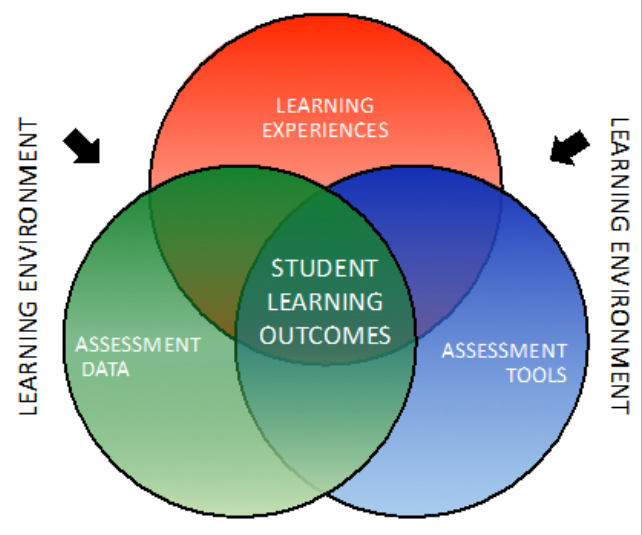 LEARNING
EXPERIENCES
LEARNING ENVIRONMENT
LEARNING ENVIRONMENT
STUDENT
LEARNING
OUTCOMES
ASSESSMENT
DATA
ASSESSMENT
TOOLS